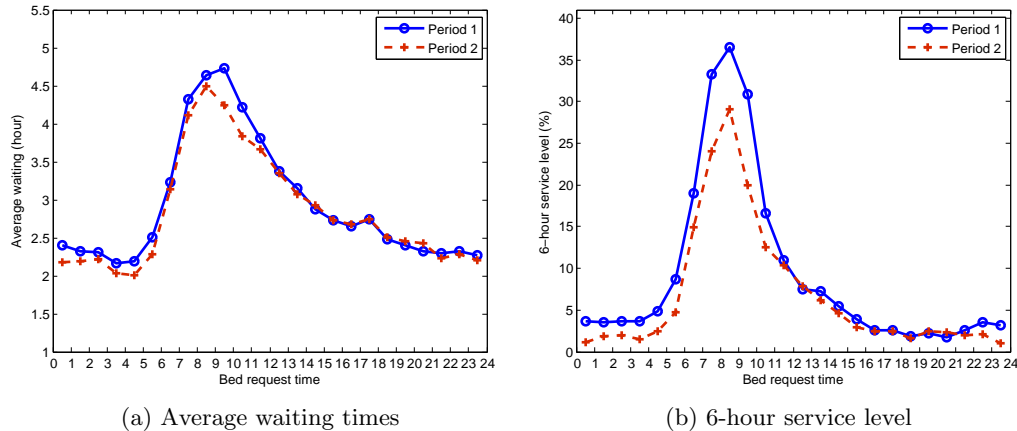 5.5
5
4.5
4
3.5
3
2.5
2
1.5
1
Average waiting (hour)
0 1 2 3 4 5 6 7 8 9 10 11 12 13 14 15 16 17 18 19 20 21 22 23 24
Bed request time
Period 1
Period 2
(a) Average waiting times
40
35
30
25
20
15
10
5
0
6−hour service level (%)
0 1 2 3 4 5 6 7 8 9 10 11 12 13 14 15 16 17 18 19 20 21 22 23 24
Bed request time
Period 1
Period 2
(b) 6-hour service level